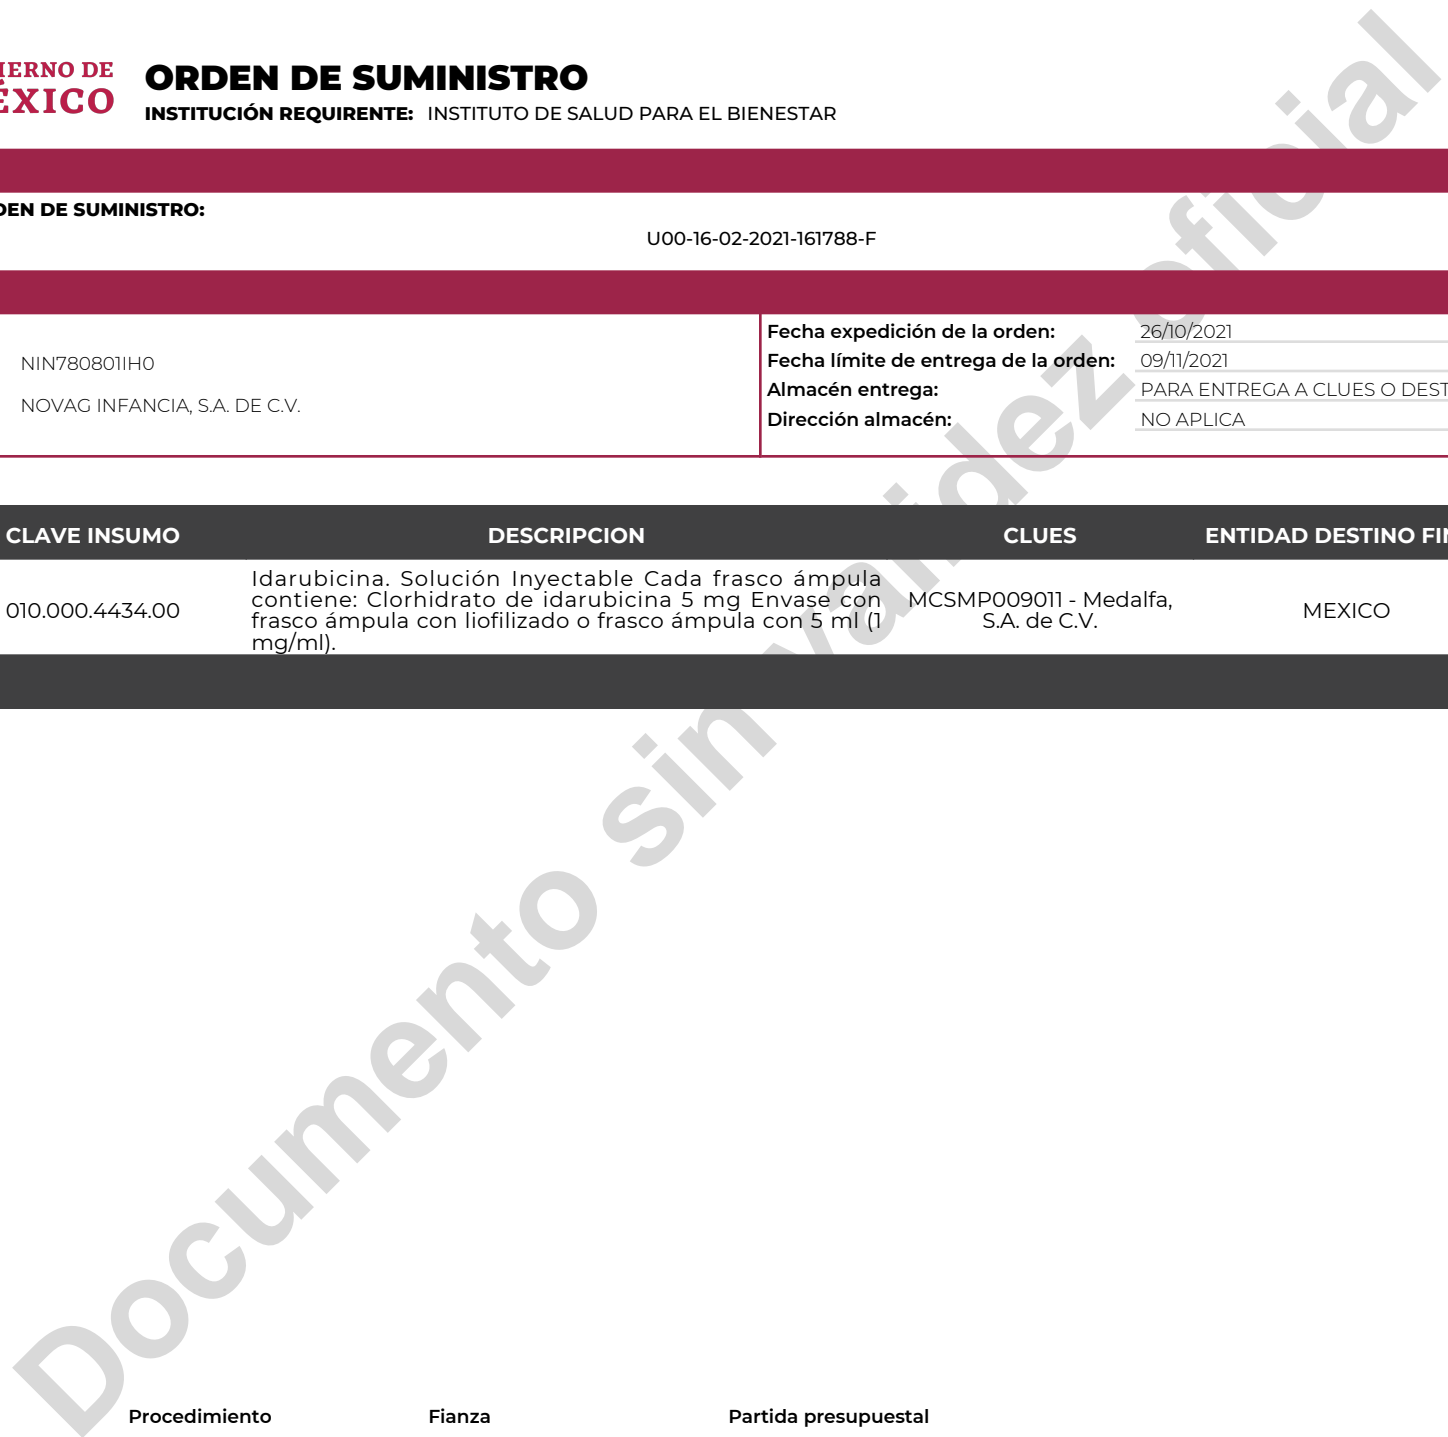 IERNO DE
ÉXICO
ORDEN DE SUMINISTRO
INSTITUCIÓN REQUIRENTE: INSTITUTO DE SALUD PARA EL BIENESTAR
DEN DE SUMINISTRO:
U00-16-02-2021-161788-F
NIN780801IH0
NOVAG INFANCIA, S.A. DE C.V.
Fecha expedición de la orden: 26/10/2021
Fecha límite de entrega de la orden: 09/11/2021
Almacén entrega: PARA ENTREGA A CLUES O DEST
Dirección almacén: NO APLICA
CLAVE INSUMO DESCRIPCION CLUES ENTIDAD DESTINO FIN
010.000.4434.00
Idarubicina. Solución Inyectable Cada frasco ámpula
contiene: Clorhidrato de idarubicina 5 mg Envase con
frasco ámpula con liofilizado o frasco ámpula con 5 ml (1
mg/ml).
MCSMP009011 - Medalfa,
S.A. de C.V.
MEXICO
Documento sin validez oficial
Procedimiento Fianza Partida presupuestal